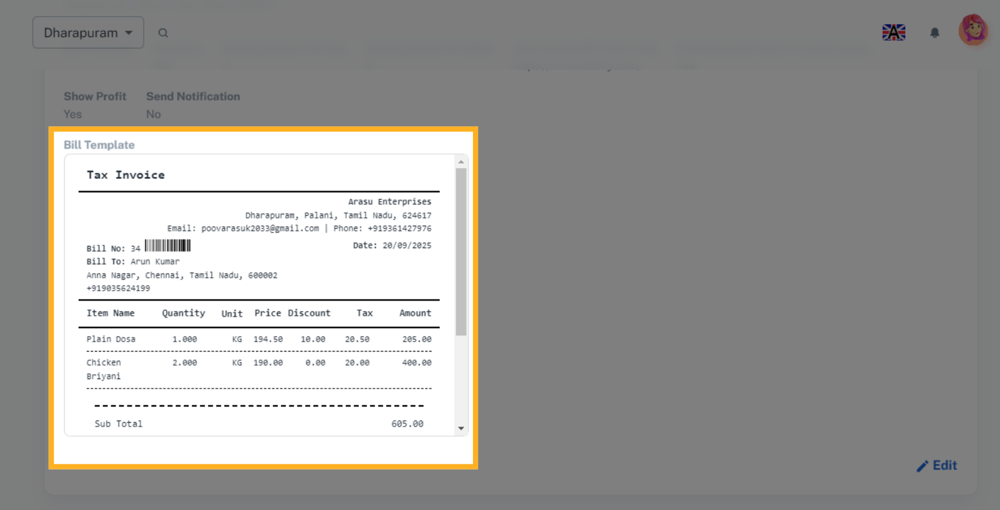 Dharapuram
A
Show Profit Send Notification
Yes No
Bill Template
Tax Invoice
Arasu Enterprises
Dharapuram, Palani, Tamil Nadu, 624617
Email: poovarasuk2033@gmail.com | Phone: +919361427976
Bill No: 34 Date: 20/09/2025
Bill To: Arun Kumar
Anna Nagar, Chennai, Tamil Nadu, 600002
+919035624199
Item Name Quantity Unit Price Discount Tax Amount
Plain Dosa 1.000 KG 194.50 10.00 20.50 205.00
Chicken 2.000 KG 190.00 0.00 20.00 400.00
Briyani
Sub Total 605.00
Edit